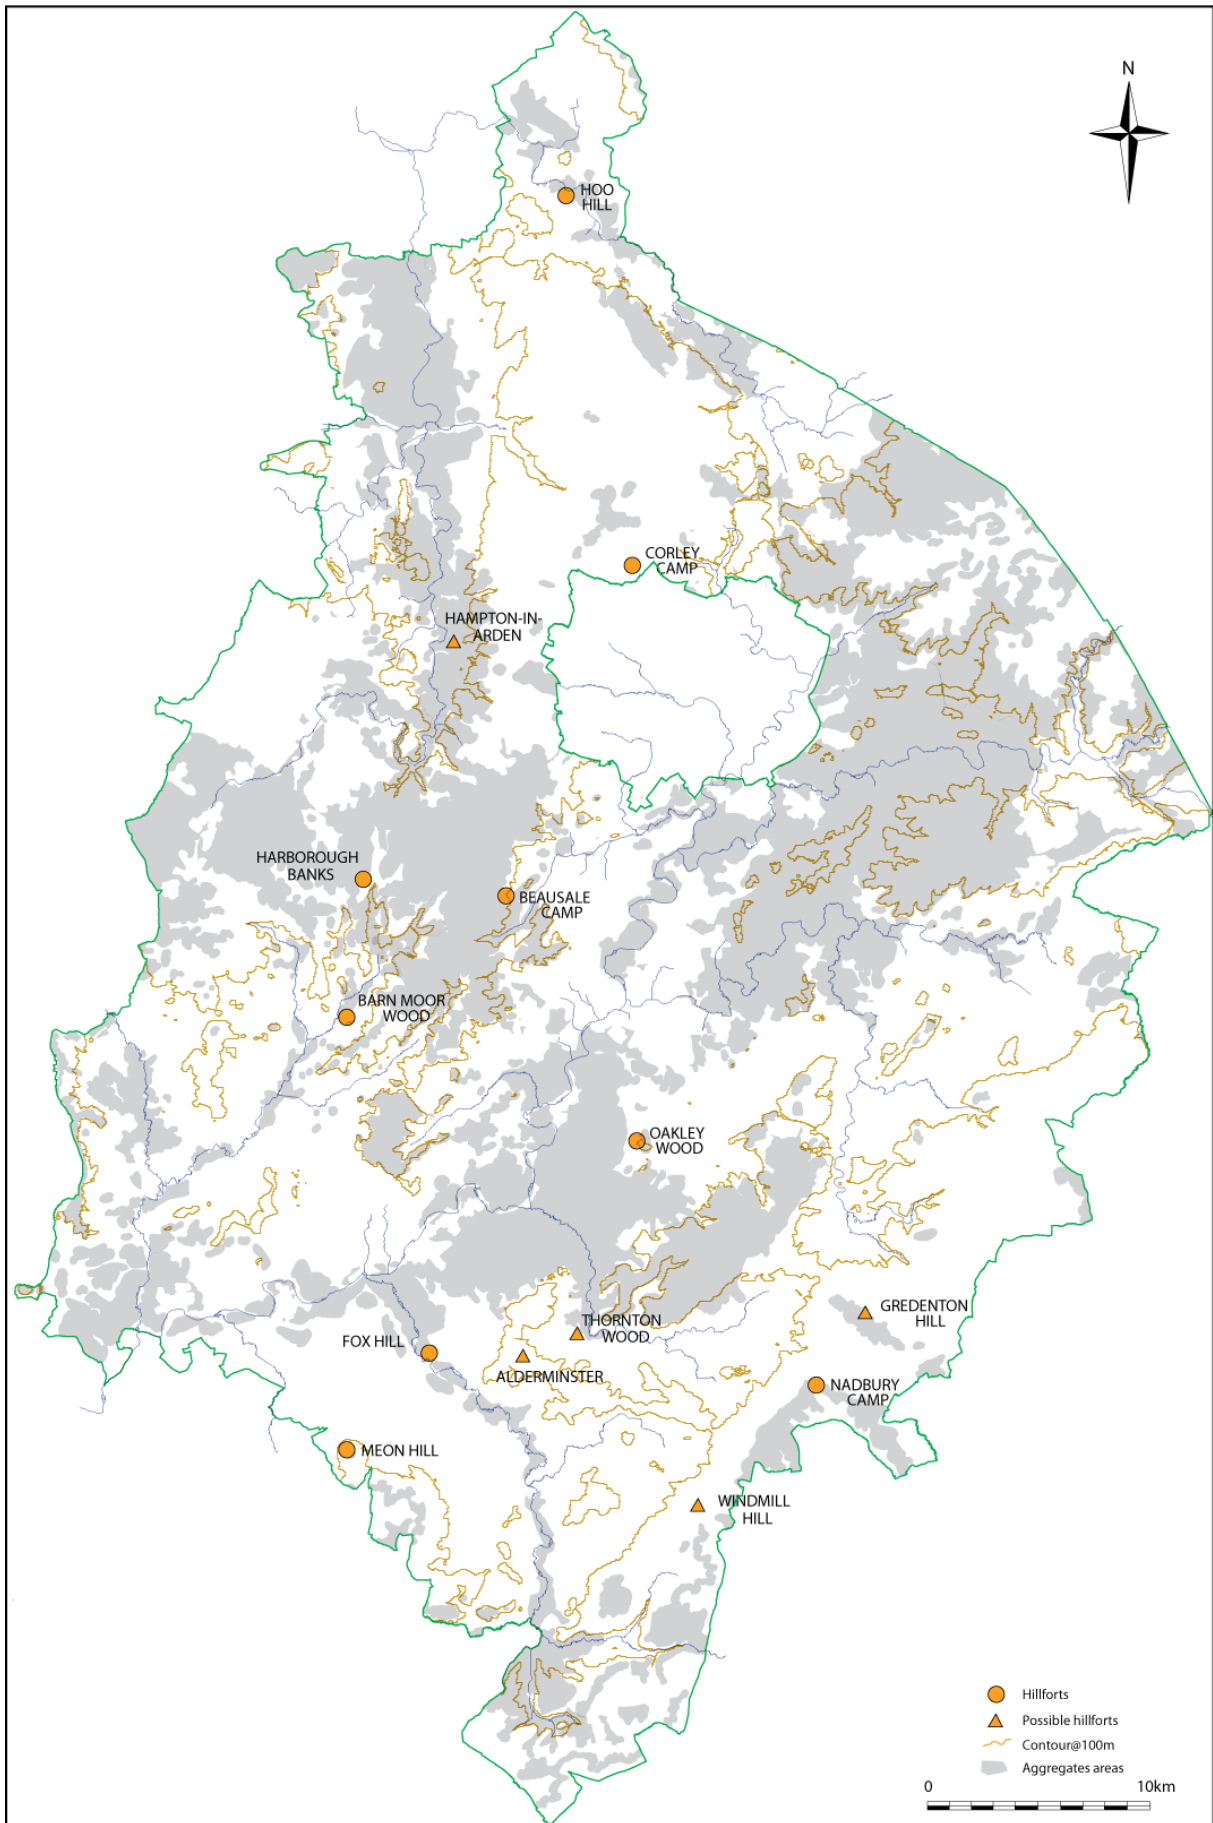 N
HOO
HILL
CORLEY
CAMP
HAMPTON-IN-
ARDEN
HARBOROUGH
BANKS
BEAUSALE
CAMP
BARN MOOR
WOOD
OAKLEY
WOOD
GREDENTON
HILL
THORNTON
WOOD
FOX HILL
ALDERMINSTER
NADBURY
CAMP
MEON HILL
WINDMILL
HILL
Hillforts
Possible hillforts
Contour@100m
Aggregates areas
0 10km